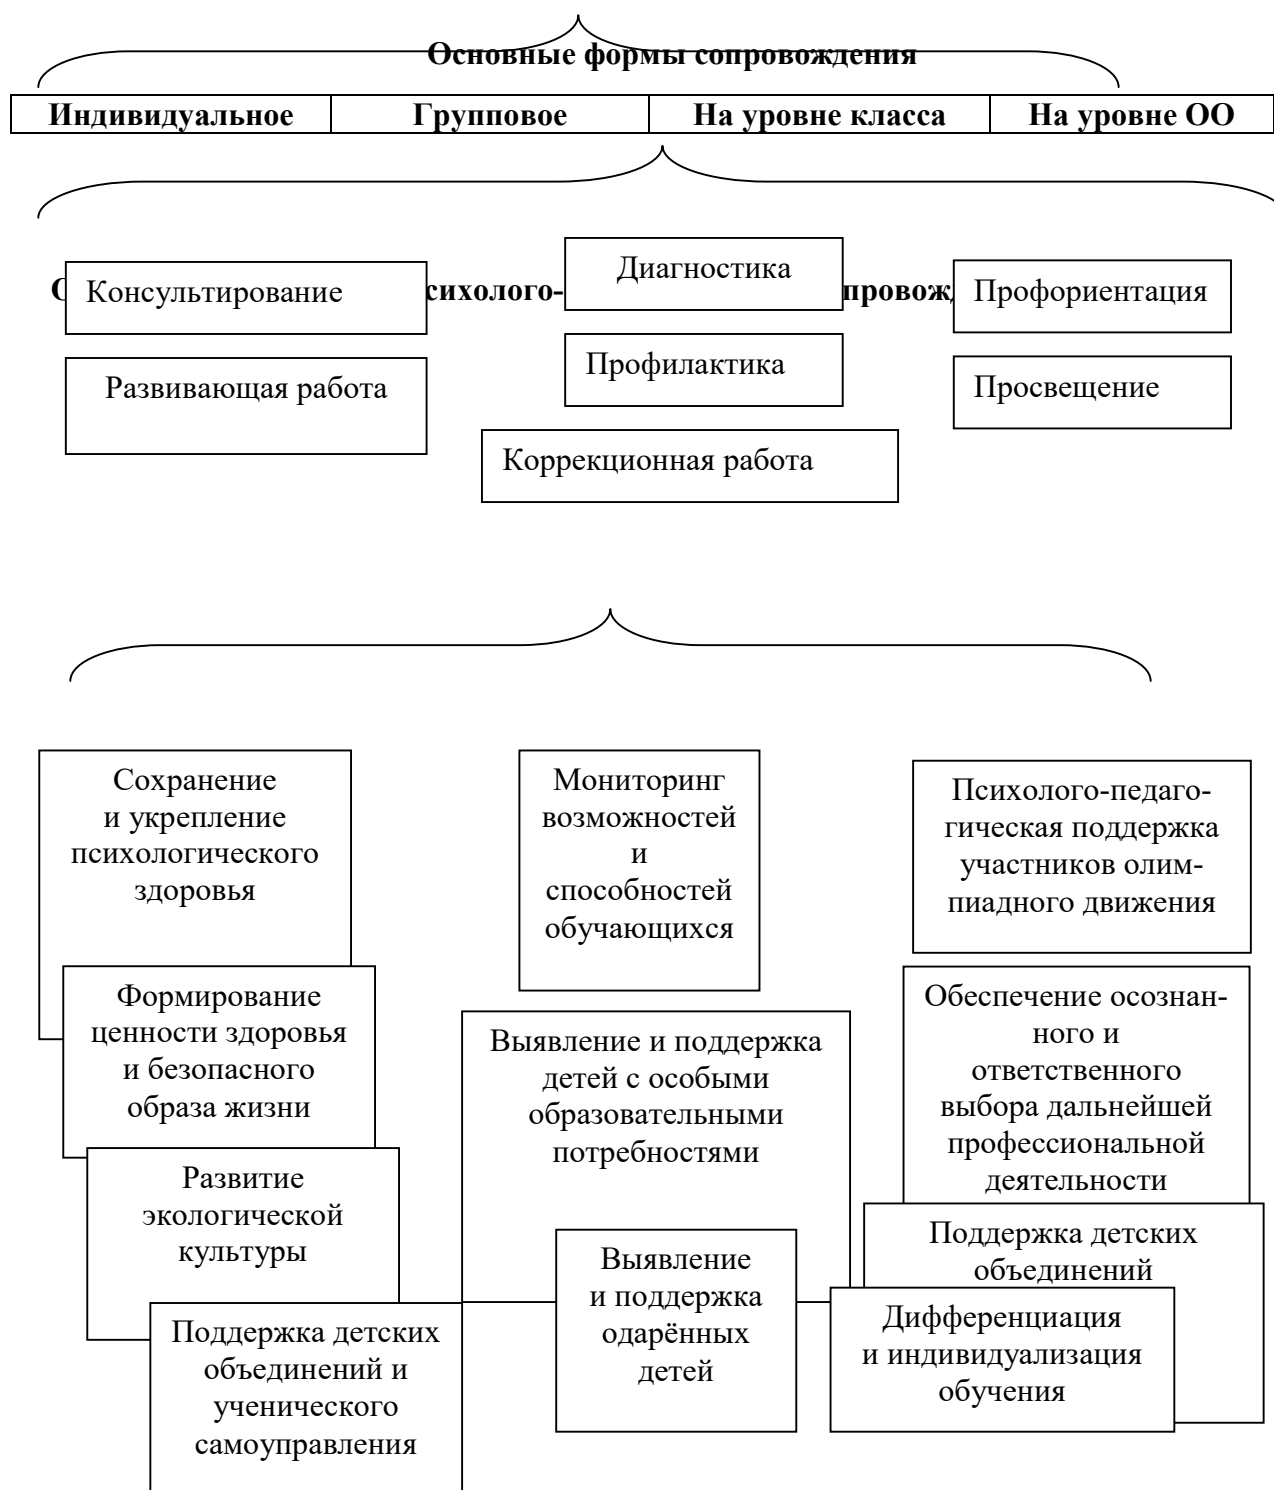 Основные формы сопровождения
Индивидуальное Групповое На уровне класса На уровне ОО
Консультирование
Диагностика
Профориентация
Развивающая работа
Профилактика
Просвещение
Коррекционная работа
Сохранение
и укрепление
психологического
здоровья
Формирование
ценности здоровья
и безопасного
образа жизни
Развитие
экологической
культуры
Поддержка детских
объединений и
ученического
самоуправления
Мониторинг
возможностей
и
способностей
обучающихся
Выявление и поддержка
детей с особыми
образовательными
потребностями
Выявление
и поддержка
одарённых
детей
Психолого-педаго-
гическая поддержка
участников олим-
пиадного движения
Обеспечение осознан-
ного и
ответственного
выбора дальнейшей
профессиональной
деятельности
Поддержка детских
объединений
Дифференциация
и индивидуализация
обучения